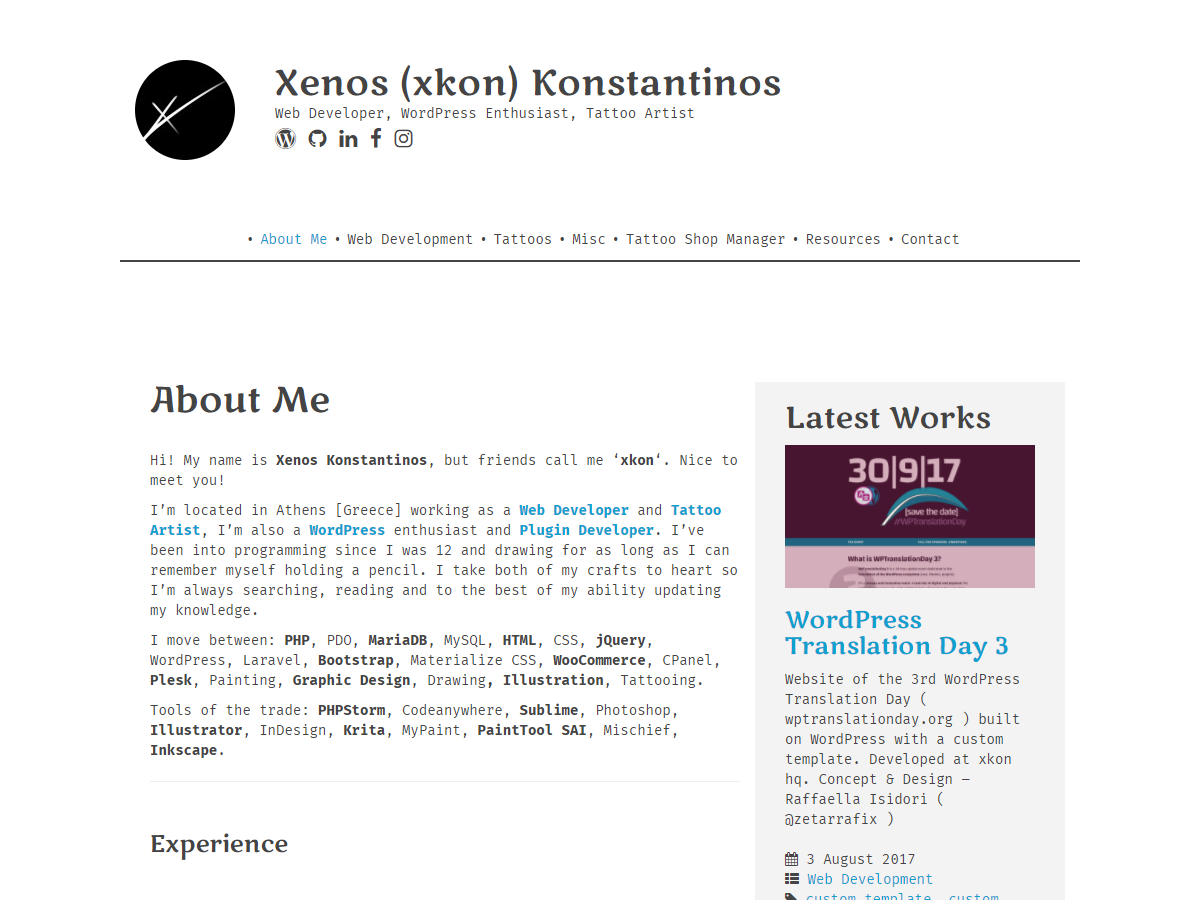 Xenos (xkon) Konstantinos
Web Developer, WordPress Enthusiast, Tattoo Artist
• About Me • Web Development • Tattoos • Misc • Tattoo Shop Manager • Resources • Contact
About Me
Hi! My name is Xenos Konstantinos, but friends call me ‘xkon‘. Nice to
meet you!
I’m located in Athens [Greece] working as a Web Developer and Tattoo
Artist, I’m also a WordPress enthusiast and Plugin Developer. I’ve
been into programming since I was 12 and drawing for as long as I can
remember myself holding a pencil. I take both of my crafts to heart so
I’m always searching, reading and to the best of my ability updating
my knowledge.
I move between: PHP, PDO, MariaDB, MySQL, HTML, CSS, jQuery,
WordPress, Laravel, Bootstrap, Materialize CSS, WooCommerce, CPanel,
Plesk, Painting, Graphic Design, Drawing, Illustration, Tattooing.
Tools of the trade: PHPStorm, Codeanywhere, Sublime, Photoshop,
Illustrator, InDesign, Krita, MyPaint, PaintTool SAI, Mischief,
Inkscape.
Experience
Latest Works
30|9|17
[save the date]
#WPTranslationDay
What is WPTranslationDay 3?
WordPress
Translation Day 3
Website of the 3rd WordPress
Translation Day (
wptranslationday.org ) built
on WordPress with a custom
template. Developed at xkon
hq. Concept & Design –
Raffaella Isidori (
@zetarrafix )
3 August 2017
Web Development
custom template, custom